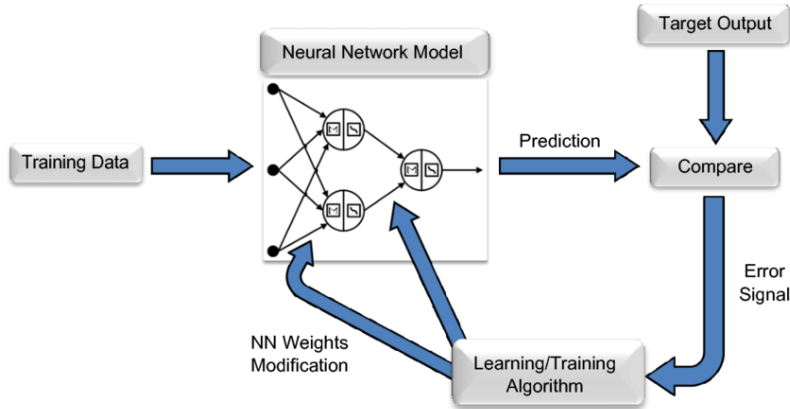 Target Output
Neural Network Model
Training Data
Prediction
Compare
Error
Signal
NN Weights
Modification
Learning/Training
Algorithm